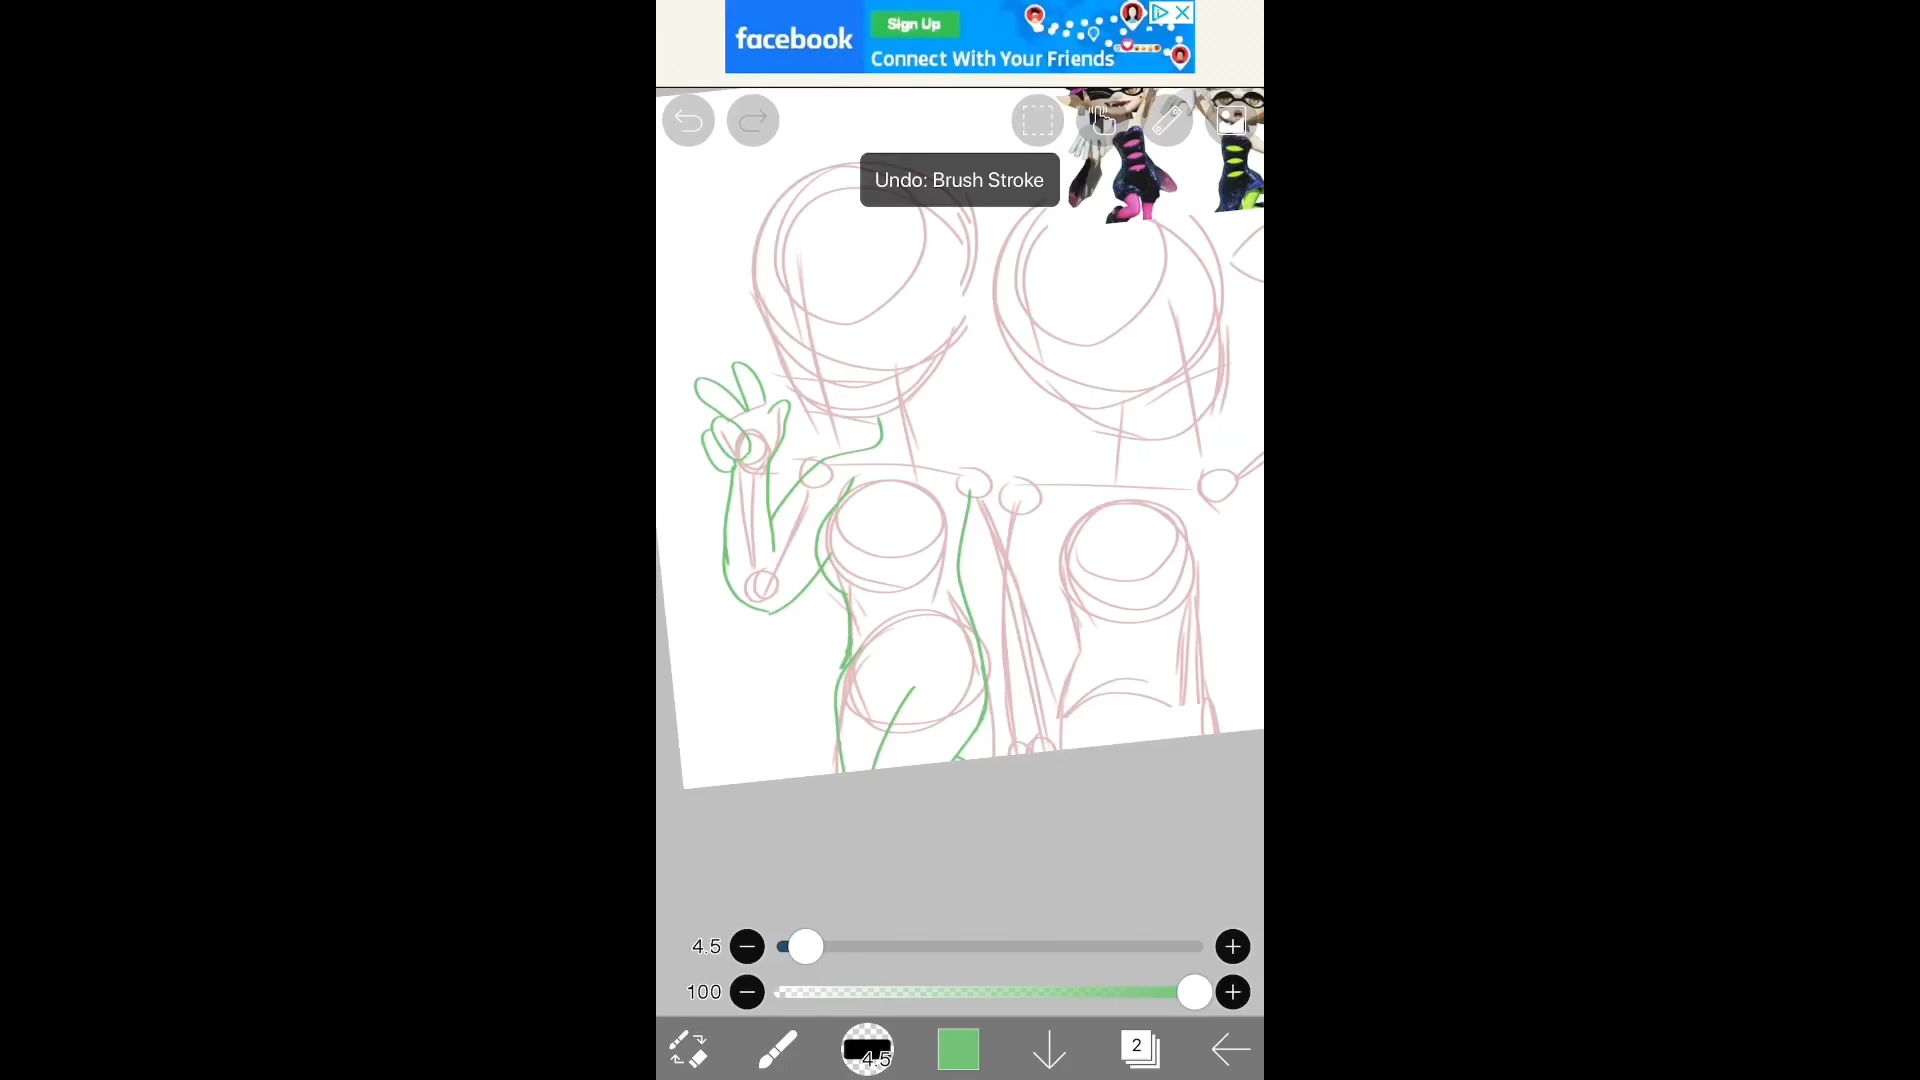 facebook
Sign Up
Connect With Your Friends
Undo: Brush Stroke
4.5
100
4.5
2